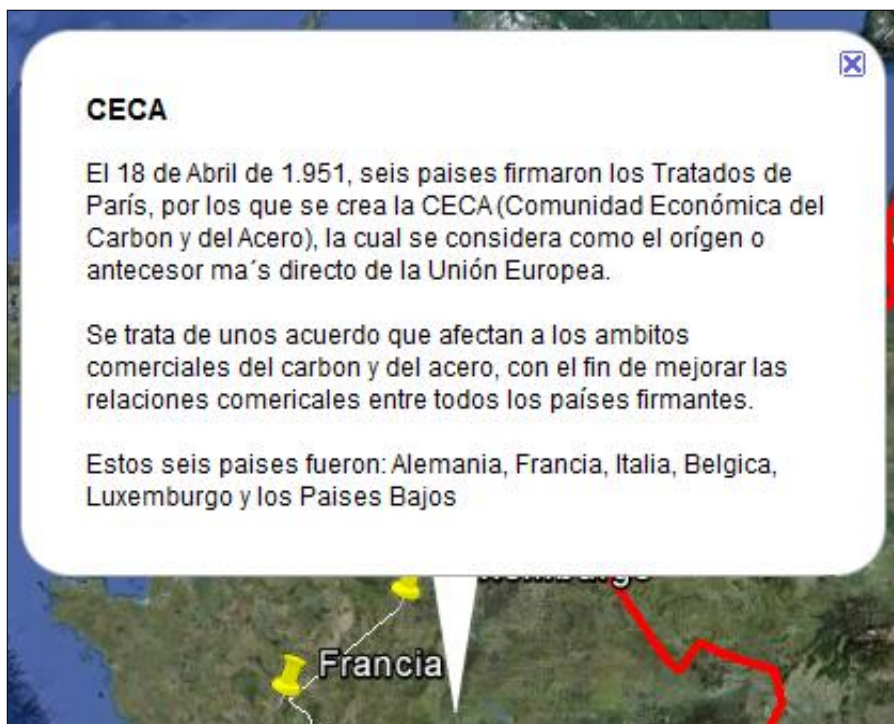 CECA
El 18 de Abril de 1.951, seis paises firmaron los Tratados de
París, por los que se crea la CECA (Comunidad Económica del
Carbon y del Acero), la cual se considera como el orígen o
antecesor ma´s directo de la Unión Europea.
Se trata de unos acuerdo que afectan a los ambitos
comerciales del carbon y del acero, con el fin de mejorar las
relaciones comericales entre todos los países firmantes.
Estos seis paises fueron: Alemania, Francia, Italia, Belgica,
Luxemburgo y los Paises Bajos
Francia